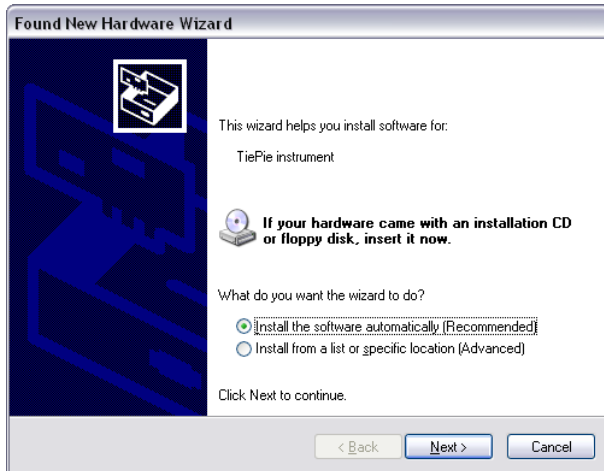 Found New Hardware Wizard
This wizard helps you install software for:
TiePie instrument
If your hardware came with an installation CD
or floppy disk, insert it now.
What do you want the wizard to do?
Install the software automatically (Recommended)
Install from a list or specific location (Advanced)
Click Next to continue.
< Back Next > Cancel